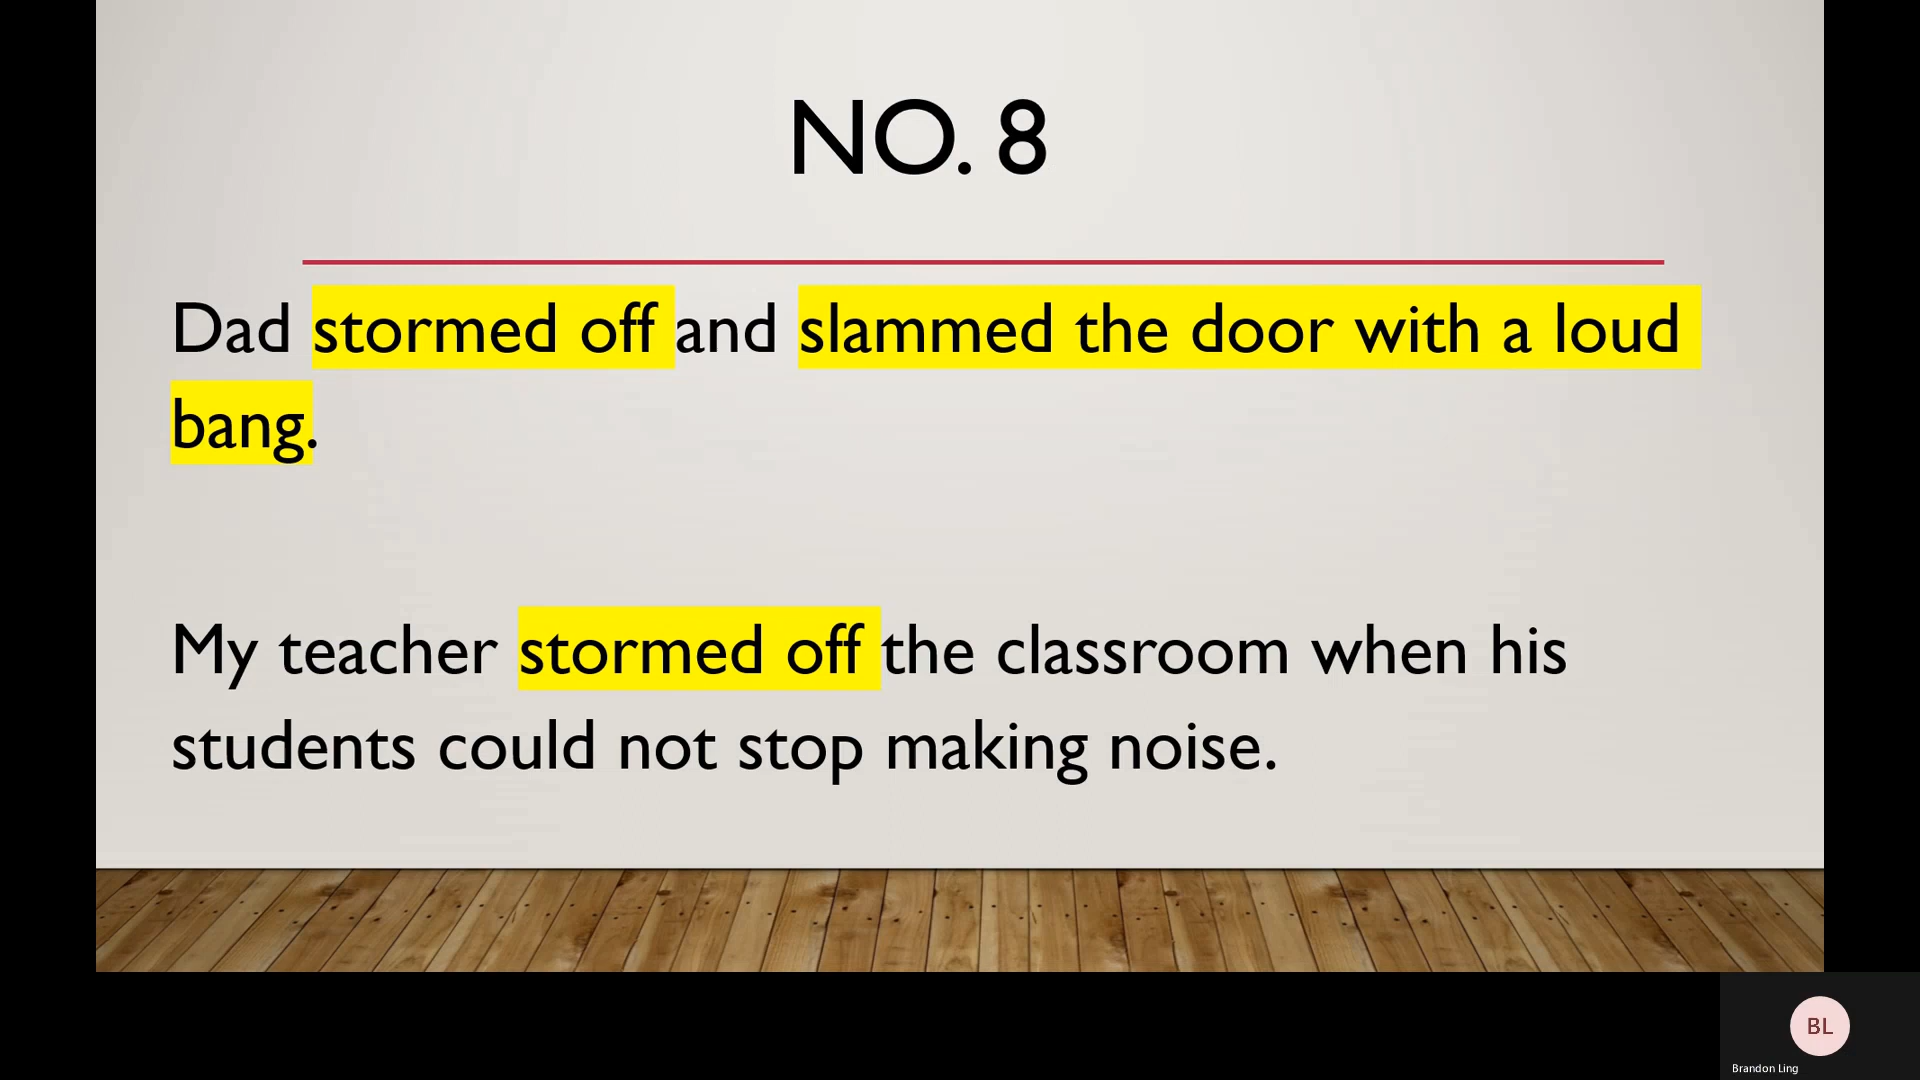 NO. 8
Dad stormed off and slammed the door with a loud
bang.
My teacher stormed off the classroom when his
students could not stop making noise.
BL
Brandon Ling